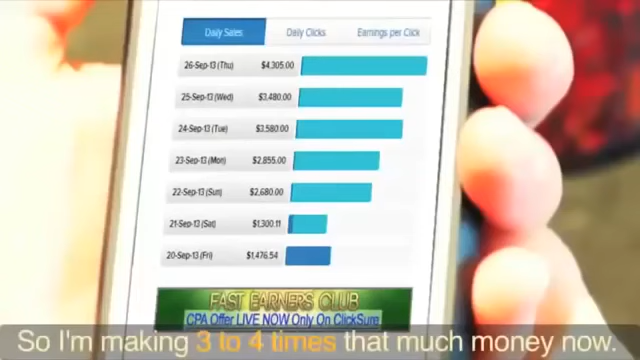 Daily Sales Daily Clicks Earnings per Click
26-Sep-13 (Thu) $4,305.00
25-Sep-13 (Wed) $3,480.00
24-Sep-13 (Tue) $3,580.00
23-Sep-13 (Mon) $2,855.00
22-Sep-13 (Sun) $2,680.00
21-Sep-13 (Sat) $1,300.11
20-Sep-13 (Fri) $1,476.54
FAST EARNERS CLUB
CPA Offer LIVE NOW Only On ClickSure
So I'm making 3 to 4 times that much money now.